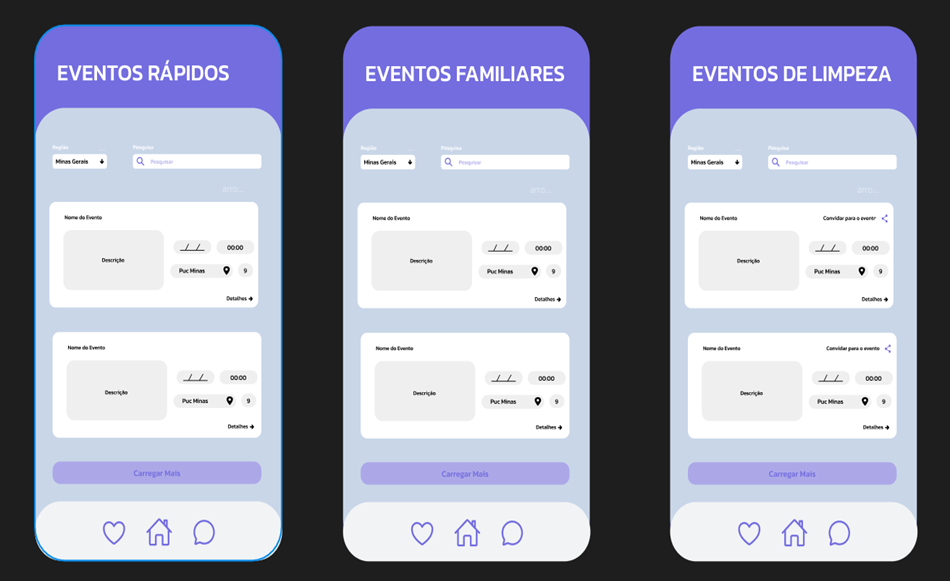 EVENTOS RÁPIDOS
Região
Pesquisa
Minas Gerais
Pesquisar
Nome do Evento
Descrição
__/__/__
00:00
Puc Minas
9
Detalhes
Nome do Evento
Descrição
__/__/__
00:00
Puc Minas
9
Detalhes
Carregar Mais
EVENTOS FAMILIARES
Região
Pesquisa
Minas Gerais
Pesquisar
Nome do Evento
Descrição
__/__/__
00:00
Puc Minas
9
Detalhes
Nome do Evento
Descrição
__/__/__
00:00
Puc Minas
9
Detalhes
Carregar Mais
EVENTOS DE LIMPEZA
Região
Pesquisa
Minas Gerais
Pesquisar
Nome do Evento
Convidar para o evento
Descrição
__/__/__
00:00
Puc Minas
9
Detalhes
Nome do Evento
Convidar para o evento
Descrição
__/__/__
00:00
Puc Minas
9
Detalhes
Carregar Mais